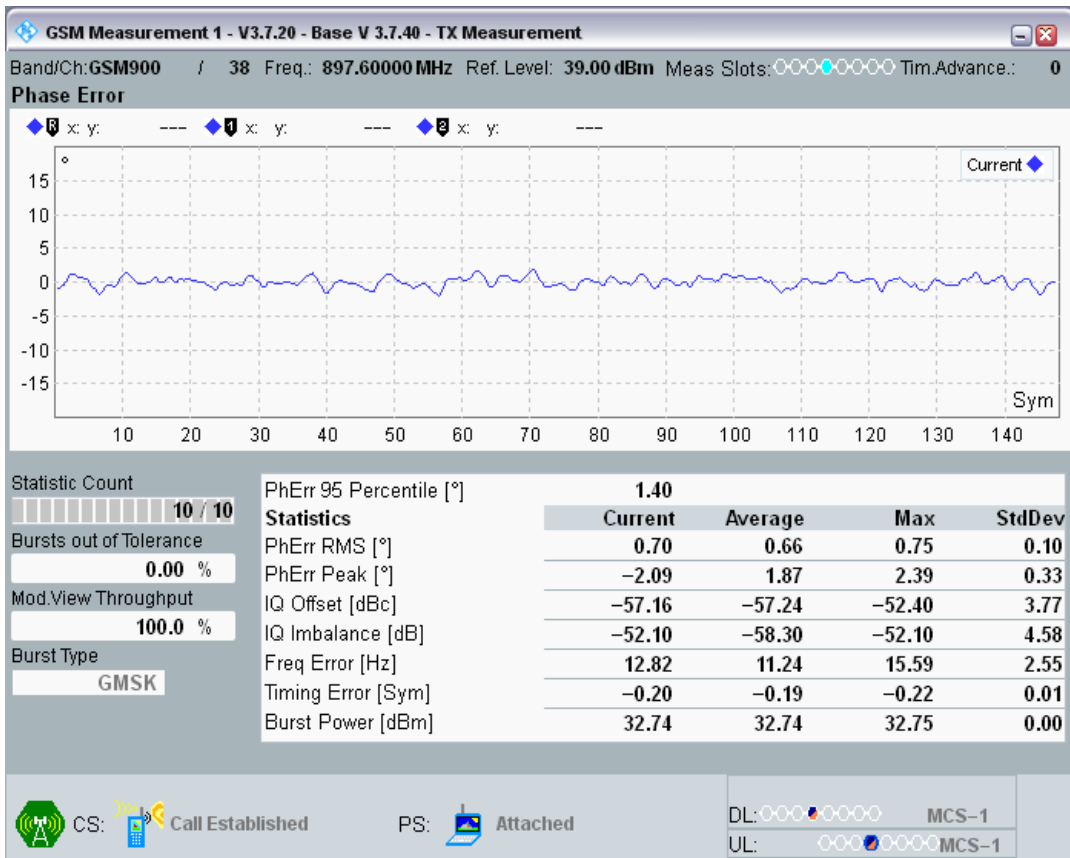 GSM Measurement 1 - V3.7.20 - Base V 3.7.40 - TX Measurement
Band/Ch:GSM900 / 38 Freq.: 897.60000 MHz Ref. Level: 39.00 dBm Meas Slots: Tim.Advance.: 0
Phase Error
R x: y: --- 1 x: y: --- 2 x: y: ---
°
Current
15
10
5
0
-5
-10
-15
Sym
10 20 30 40 50 60 70 80 90 100 110 120 130 140
Statistic Count
10 / 10
Bursts out of Tolerance
0.00 %
Mod.View Throughput
100.0 %
Burst Type
GMSK
PhErr 95 Percentile [°] 1.40
Statistics Current Average Max StdDev
PhErr RMS [°] 0.70 0.66 0.75 0.10
PhErr Peak [°] −2.09 1.87 2.39 0.33
IQ Offset [dBc] −57.16 −57.24 −52.40 3.77
IQ Imbalance [dB] −52.10 −58.30 −52.10 4.58
Freq Error [Hz] 12.82 11.24 15.59 2.55
Timing Error [Sym] −0.20 −0.19 −0.22 0.01
Burst Power [dBm] 32.74 32.74 32.75 0.00
CS: Call Established PS: Attached
DL: MCS−1
UL: MCS−1